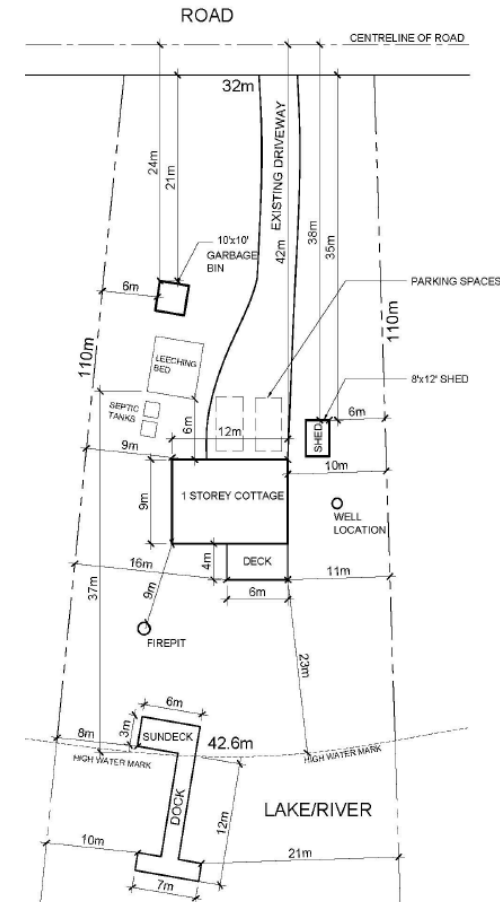 ROAD
CENTRELINE OF ROAD
32m
24m
21m
EXISTING DRIVEWAY
42m
38m
35m
10'x10'
GARBAGE
BIN
6m
PARKING SPACES
110m
110m
LEECHING
BED
8'x12' SHED
SEPTIC
TANKS
6m
12m
SHED
6m
9m
10m
9m
1 STOREY COTTAGE
WELL
LOCATION
4m
DECK
16m
11m
37m
9m
6m
FIREPIT
23m
6m
3m
SUNDECK
8m
42.6m
HIGH WATER MARK
HIGH WATER MARK
DOCK
12m
LAKE/RIVER
10m
21m
7m